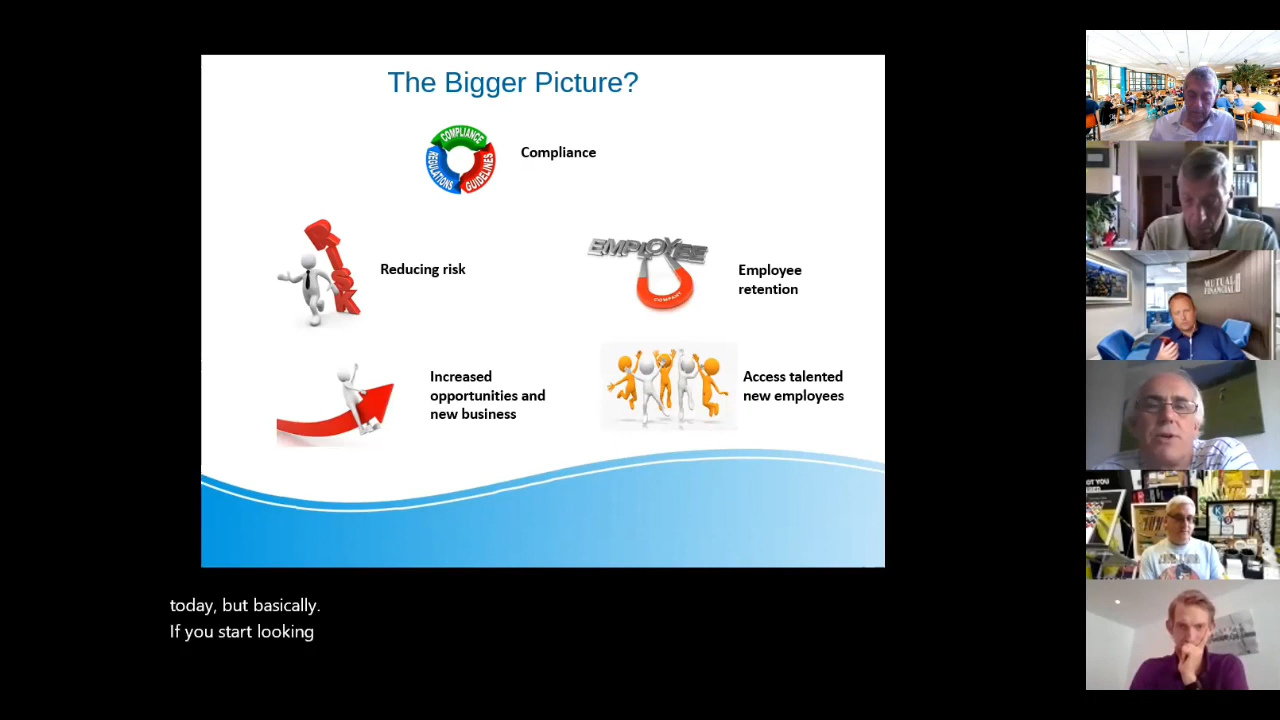 The Bigger Picture?
COMPLIANCE
REGULATIONS
GUIDELINES
Compliance
RISK
Reducing risk
EMPLOYEE
COMPANY
Employee
retention
Increased
opportunities and
new business
Access talented
new employees
today, but basically.
If you start looking
MUTUAL
FINANCIAL